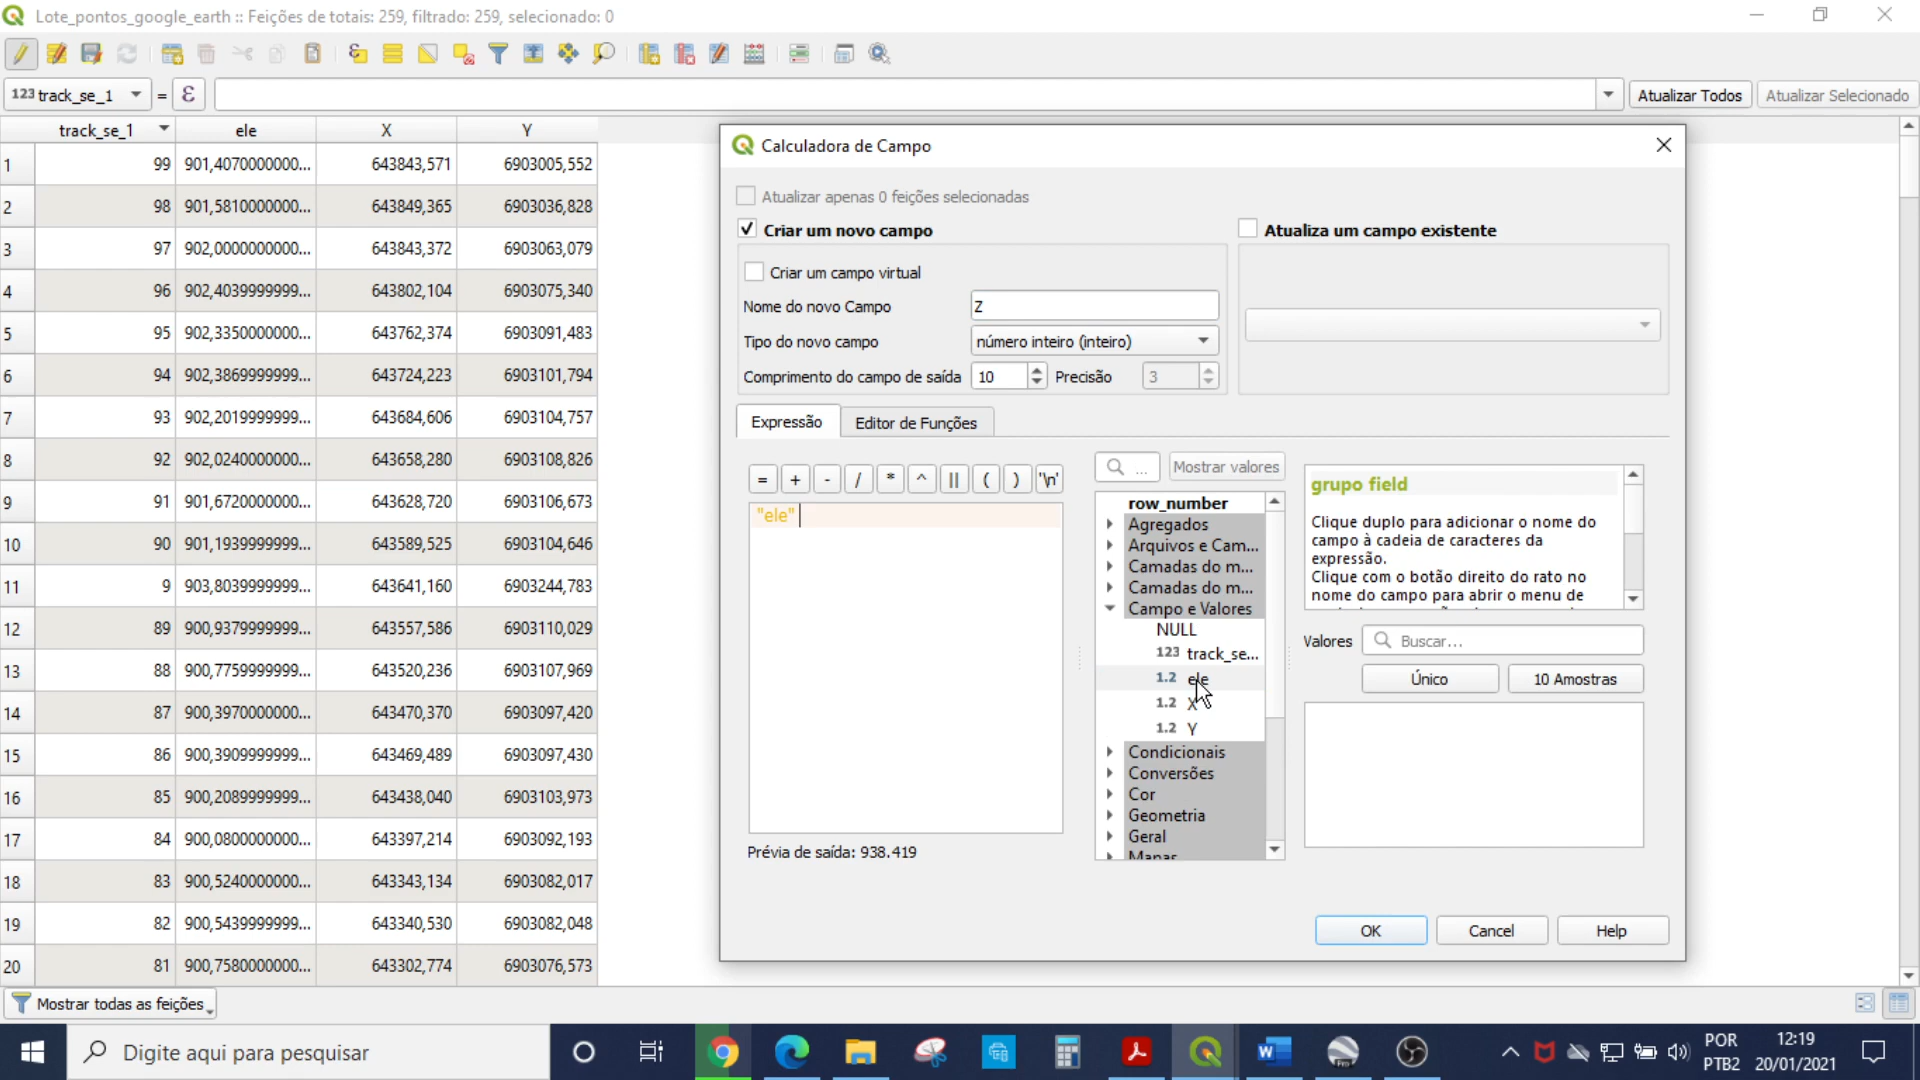 Lote_pontos_google_earth :: Feições de totais: 259, filtrado: 259, selecionado: 0
123 track_se_1 = ε Atualizar Todos Atualizar Selecionado
track_se_1 ele X Y
1 99 901,4070000000... 643843,571 6903005,552
2 98 901,5810000000... 643849,365 6903036,828
3 97 902,0000000000... 643843,372 6903063,079
4 96 902,4039999999... 643802,104 6903075,340
5 95 902,3350000000... 643762,374 6903091,483
6 94 902,3869999999... 643724,223 6903101,794
7 93 902,2019999999... 643684,606 6903104,757
8 92 902,0240000000... 643658,280 6903108,826
9 91 901,6720000000... 643628,720 6903106,673
10 90 901,1939999999... 643589,525 6903104,646
11 9 903,8039999999... 643641,160 6903244,783
12 89 900,9379999999... 643557,586 6903110,029
13 88 900,7759999999... 643520,236 6903107,969
14 87 900,3970000000... 643470,370 6903097,420
15 86 900,3909999999... 643469,489 6903097,430
16 85 900,2089999999... 643438,040 6903103,973
17 84 900,0800000000... 643397,214 6903092,193
18 83 900,5240000000... 643343,134 6903082,017
19 82 900,5439999999... 643340,530 6903082,048
20 81 900,7580000000... 643302,774 6903076,573
Mostrar todas as feições
Calculadora de Campo
Atualizar apenas 0 feições selecionadas
Criar um novo campo
Atualiza um campo existente
Criar um campo virtual
Nome do novo Campo Z
Tipo do novo campo número inteiro (inteiro)
Comprimento do campo de saída 10 Precisão 3
Expressão Editor de Funções
= + - / * ^ || ( ) '\n'
"ele"
Prévia de saída: 938.419
... Mostrar valores
row_number
Agregados
Arquivos e Cam...
Camadas do m...
Camadas do m...
Campo e Valores
NULL
123 track_se...
1.2 ele
1.2 X
1.2 Y
Condicionais
Conversões
Cor
Geometria
Geral
Mapas
grupo field
Clique duplo para adicionar o nome do
campo à cadeia de caracteres da
expressão.
Clique com o botão direito do rato no
nome do campo para abrir o menu de
Valores Buscar...
Único 10 Amostras
OK Cancel Help
Digite aqui para pesquisar
POR
PTB2
12:19
20/01/2021